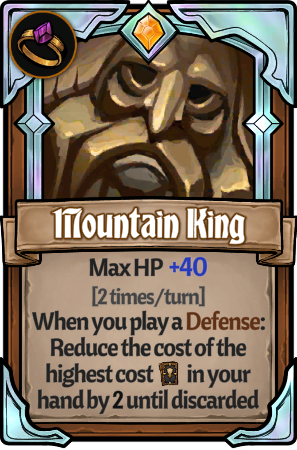 Mountain King
Max HP +40
[2 times/turn]
When you play a Defense:
Reduce the cost of the
highest cost in your
hand by 2 until discarded